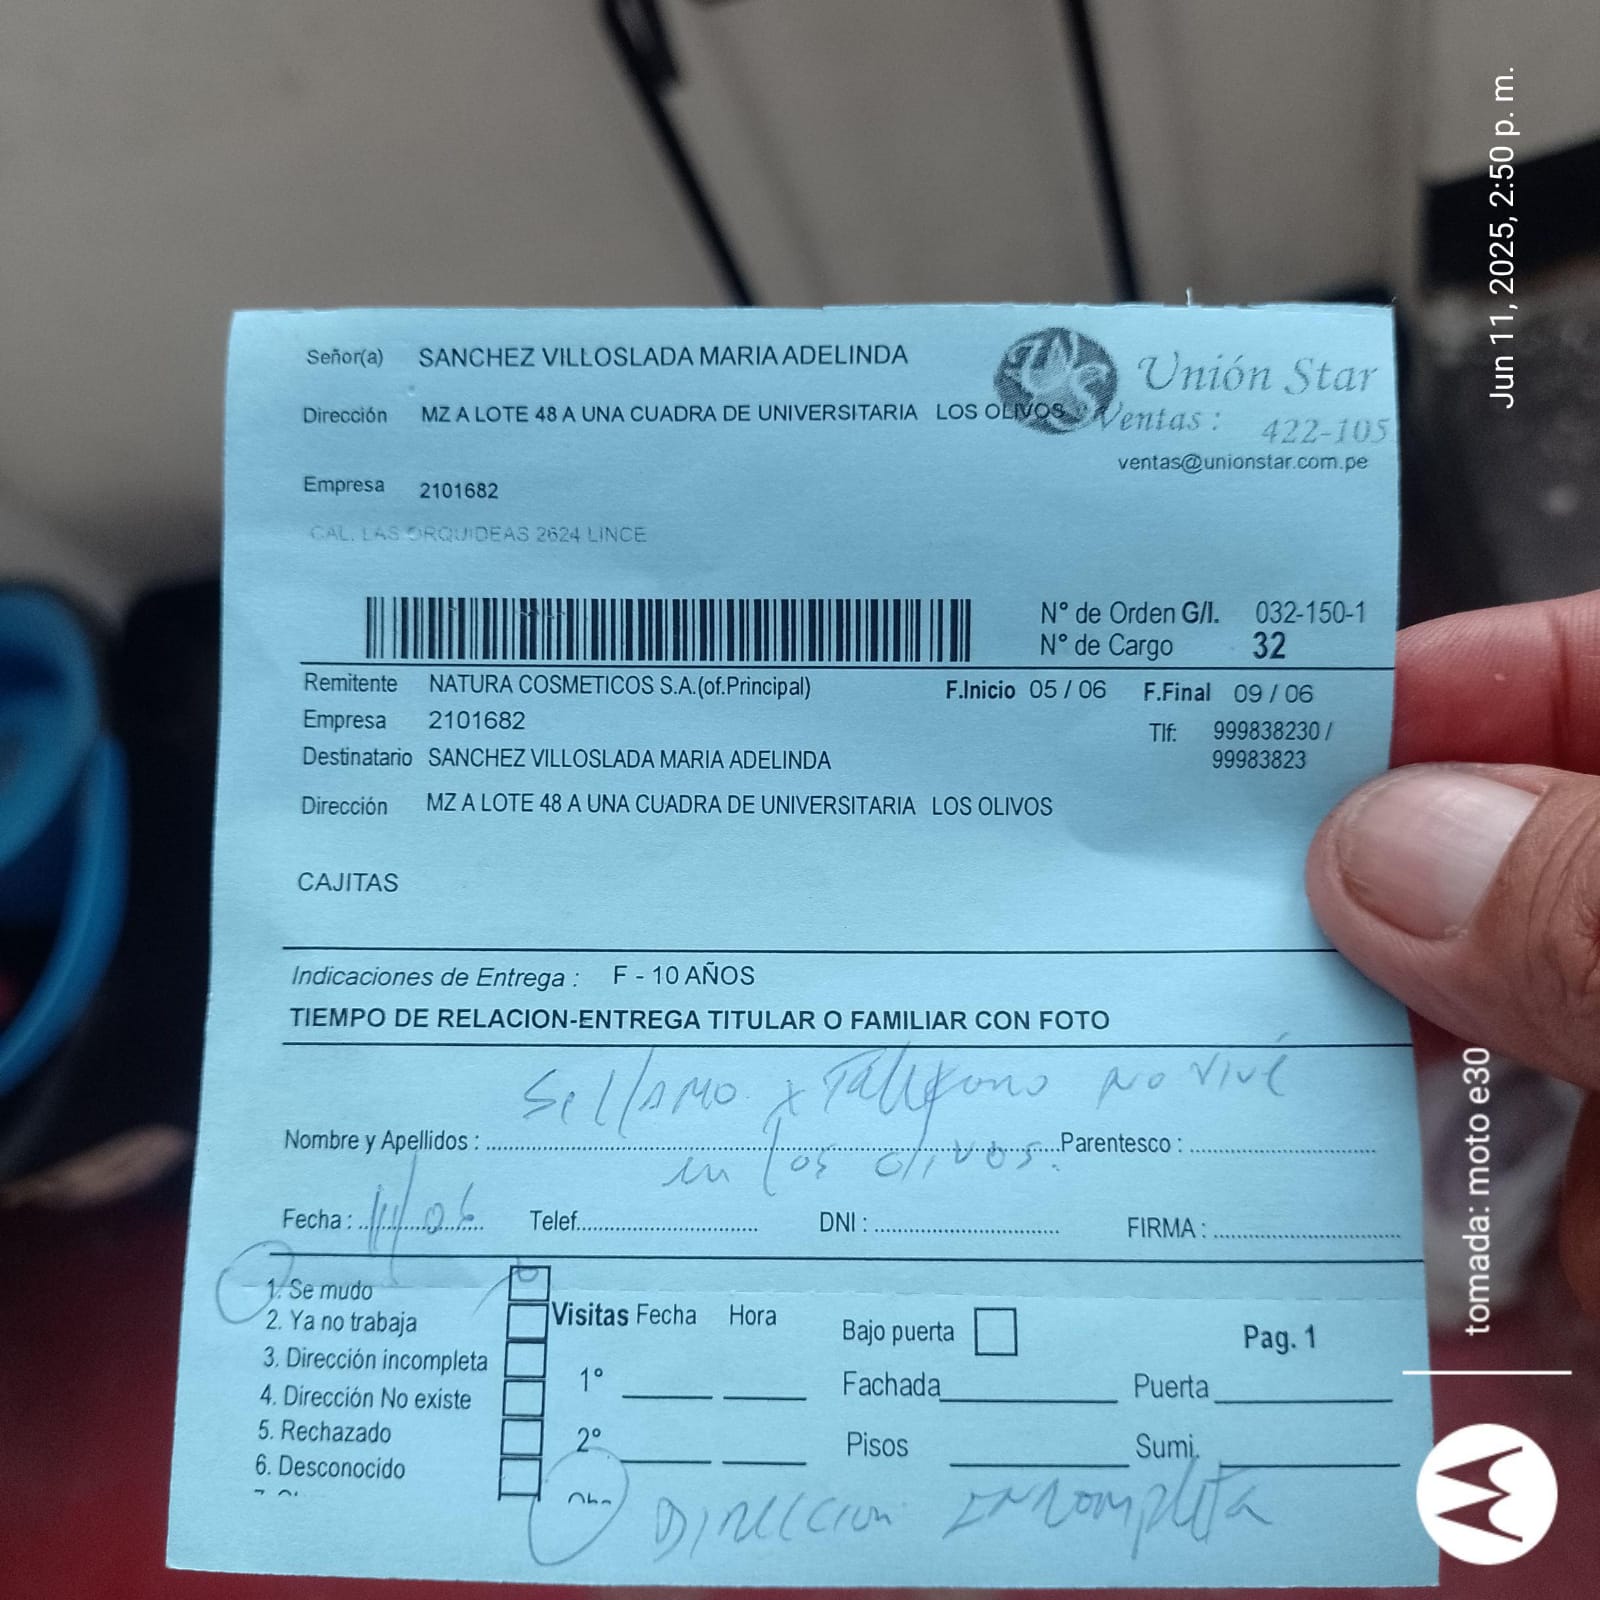 Señor(a) SANCHEZ VILLOSLADA MARIA ADELINDA
Unión Star
Dirección MZ A LOTE 48 A UNA CUADRA DE UNIVERSITARIA LOS OLIVOS
Ventas : 422-105
ventas@unionstar.com.pe
Empresa 2101682
CAL. LAS ORQUIDEAS 2624 LINCE
N° de Orden G/I. 032-150-1
N° de Cargo 32
Remitente NATURA COSMETICOS S.A.(of.Principal) F.Inicio 05 / 06 F.Final 09 / 06
Empresa 2101682 Tlf: 999838230 /
Destinatario SANCHEZ VILLOSLADA MARIA ADELINDA 99983823
Dirección MZ A LOTE 48 A UNA CUADRA DE UNIVERSITARIA LOS OLIVOS
CAJITAS
Indicaciones de Entrega : F - 10 AÑOS
TIEMPO DE RELACION-ENTREGA TITULAR O FAMILIAR CON FOTO
Se llamo x Telefono no vive
Nombre y Apellidos : Parentesco :
en los olivos.
Fecha : 11/06 Telef. DNI : FIRMA :
1. Se mudo
2. Ya no trabaja Visitas Fecha Hora Bajo puerta Pag. 1
3. Dirección incompleta 1° Fachada Puerta
4. Dirección No existe
5. Rechazado 2° Pisos Sumi.
6. Desconocido
Direccion Incompleta
Jun 11, 2025, 2:50 p. m.
tomada: moto e30